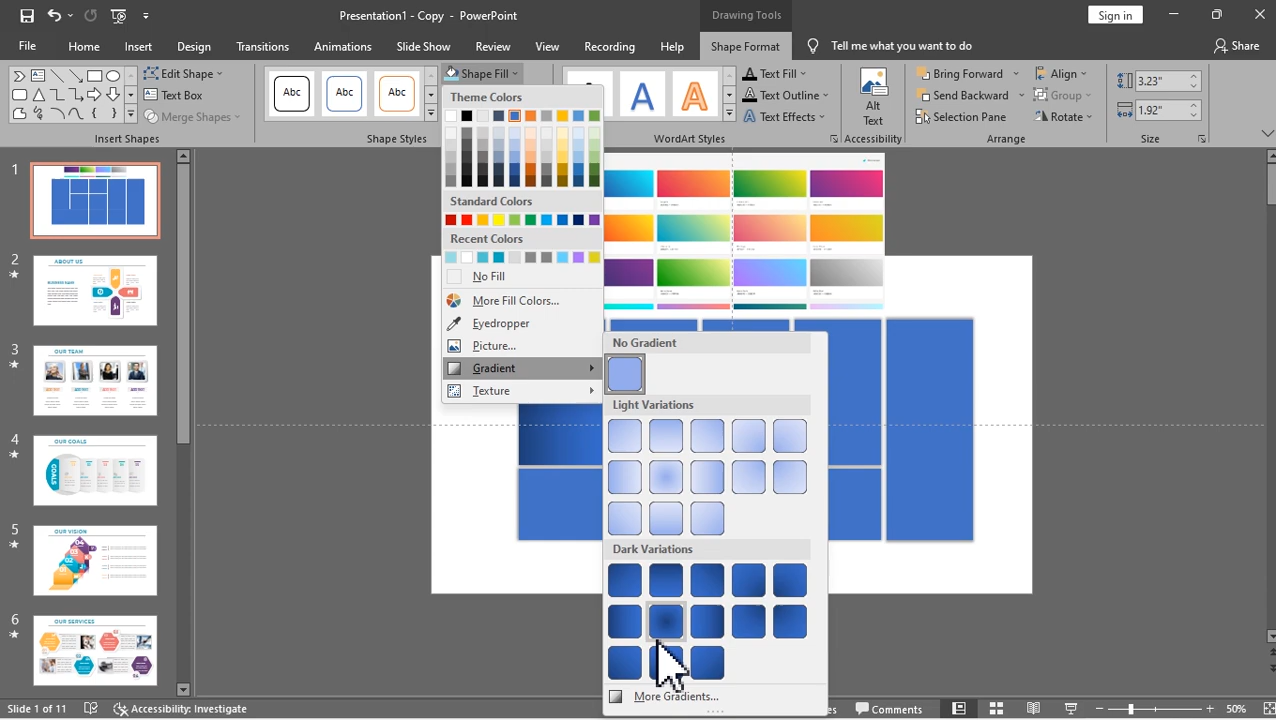 Presentation1 - Copy - PowerPoint
Drawing Tools
Sign in
File Home Insert Design Transitions Animations Slide Show Review View Recording Help Shape Format Tell me what you want to do Share
Edit Shape
Text Box
Merge Shapes
Insert Shapes
Abc Abc Abc
Shape Styles
Shape Fill
A A
WordArt Styles
Text Fill
Text Outline
Text Effects
Alt
Text
Accessibility
Bring Forward
Send Backward
Selection Pane
Align
Group
Rotate
Arrange
3.23"
1.92"
Size
Theme Colors
Standard Colors
Recent Colors
No Fill
More Fill Colors
Eyedropper
Picture...
Gradient
Texture
No Gradient
Light Variations
Dark Variations
More Gradients...
1
2
ABOUT US
3
OUR TEAM
4
OUR GOALS
GOALS
5
OUR VISION
04
03
02
01
6
OUR SERVICES
1 of 11
Accessibility: Investigate
Comments
50%